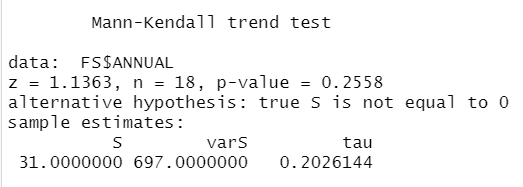 Mann-Kendall trend test
data:  FS$ANNUAL
z = 1.1363, n = 18, p-value = 0.2558
alternative hypothesis: true S is not equal to 0
sample estimates:
S        varS         tau
31.0000000 697.0000000   0.2026144